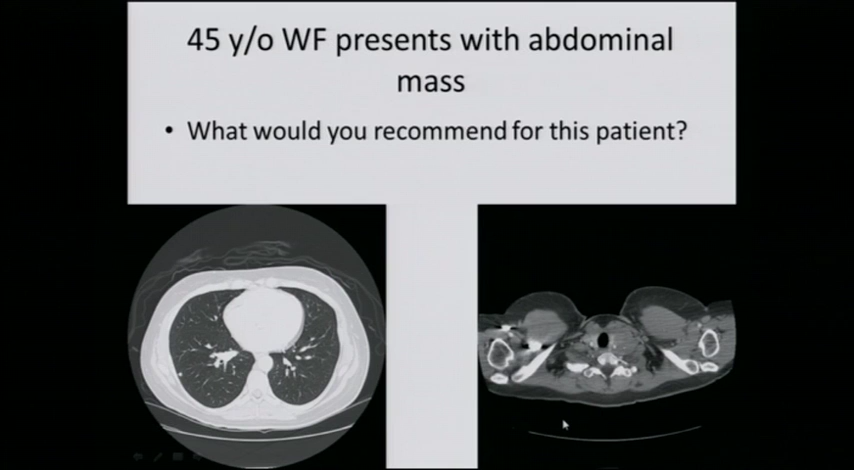 45 y/o WF presents with abdominal
mass
• What would you recommend for this patient?